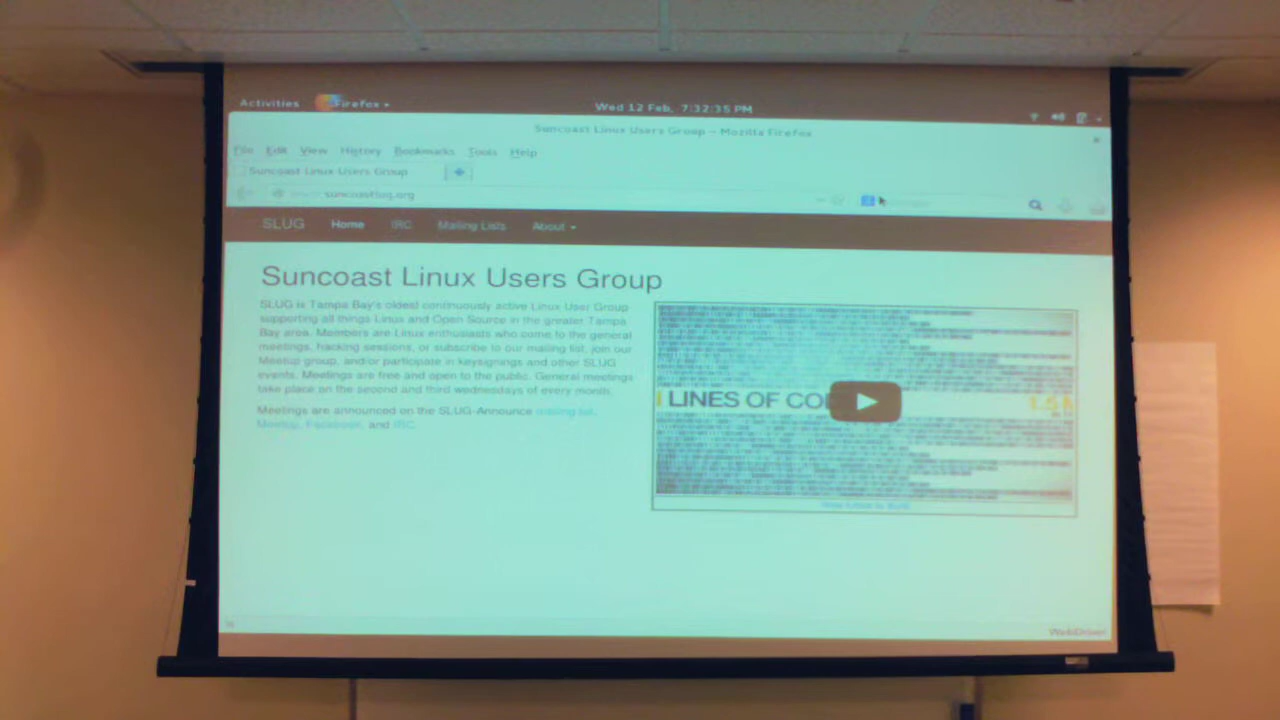 Activities Firefox Wed 12 Feb, 7:32:35 PM
Suncoast Linux Users Group - Mozilla Firefox
File Edit View History Bookmarks Tools Help
Suncoast Linux Users Group
suncoastlug.org
SLUG Home IRC Mailing Lists About
Suncoast Linux Users Group
SLUG is Tampa Bay's oldest continuously active Linux User Group
supporting all things Linux and Open Source in the greater Tampa
Bay area. Members are Linux enthusiasts who come to the general
meetings, hacking sessions, or subscribe to our mailing list, join our
Meetup group, and/or participate in keysignings and other SLUG
events. Meetings are free and open to the public. General meetings
take place on the second and third wednesdays of every month.
Meetings are announced on the SLUG-Announce mailing list,
Meetup, Facebook, and IRC.
LINES OF CO
WebDriver